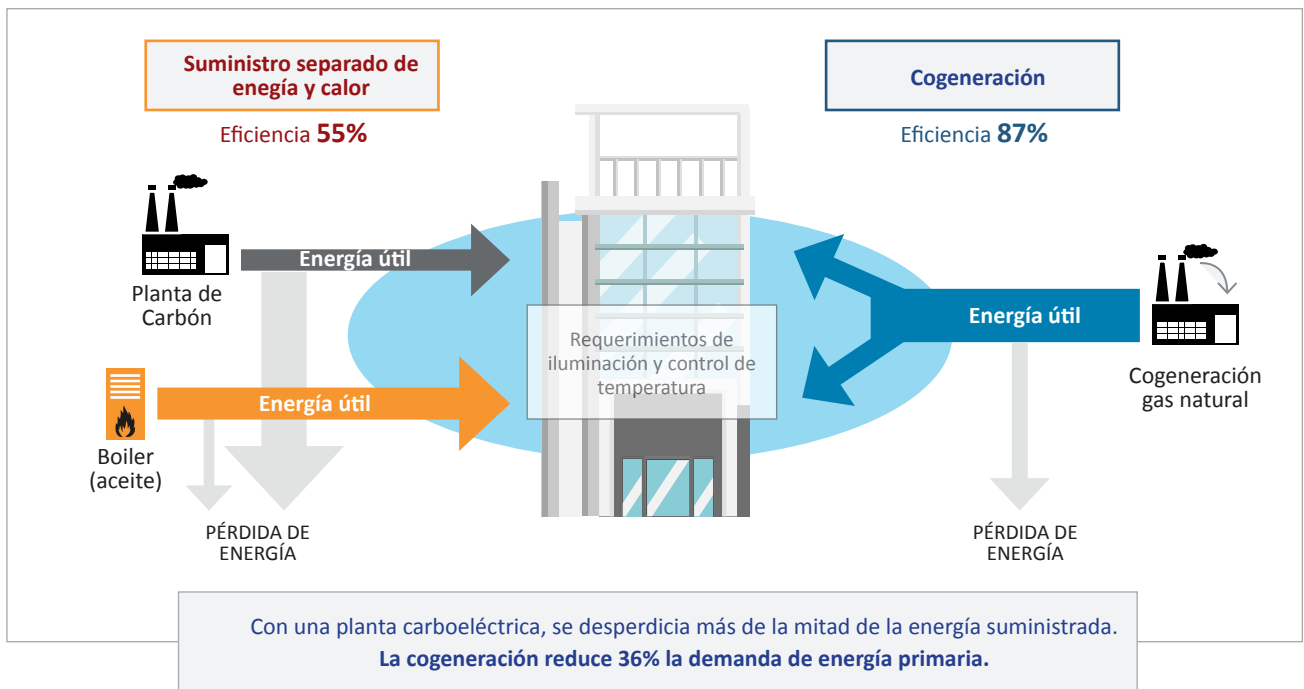 Suministro separado de
enegía y calor
Eficiencia 55%
Cogeneración
Eficiencia 87%
Planta de
Carbón
Energía útil
Boiler
(aceite)
Energía útil
PÉRDIDA DE
ENERGÍA
Requerimientos de
iluminación y control de
temperatura
Energía útil
Cogeneración
gas natural
PÉRDIDA DE
ENERGÍA
Con una planta carboeléctrica, se desperdicia más de la mitad de la energía suministrada.
La cogeneración reduce 36% la demanda de energía primaria.